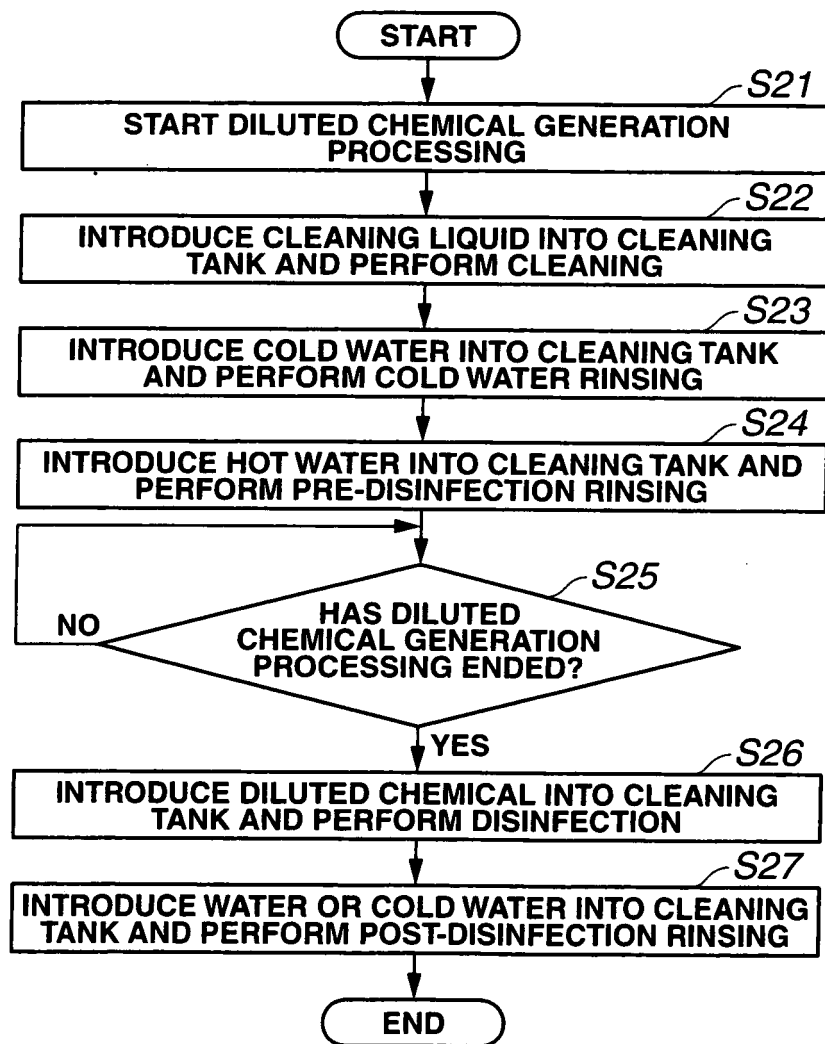 START
S21
START DILUTED CHEMICAL GENERATION
PROCESSING
S22
INTRODUCE CLEANING LIQUID INTO CLEANING
TANK AND PERFORM CLEANING
S23
INTRODUCE COLD WATER INTO CLEANING TANK
AND PERFORM COLD WATER RINSING
S24
INTRODUCE HOT WATER INTO CLEANING TANK AND
PERFORM PRE-DISINFECTION RINSING
S25
HAS DILUTED
CHEMICAL GENERATION
PROCESSING ENDED?
NO
YES
S26
INTRODUCE DILUTED CHEMICAL INTO CLEANING
TANK AND PERFORM DISINFECTION
S27
INTRODUCE WATER OR COLD WATER INTO CLEANING
TANK AND PERFORM POST-DISINFECTION RINSING
END